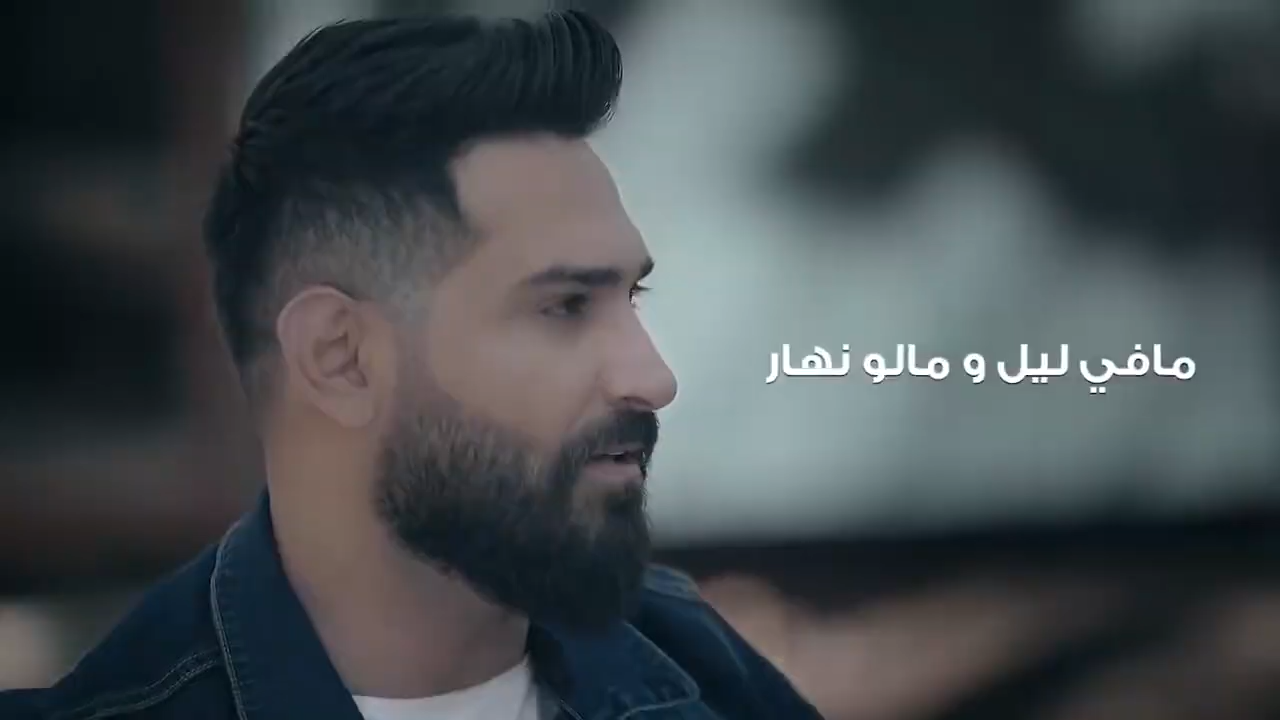 مافي ليل و مالو نهار